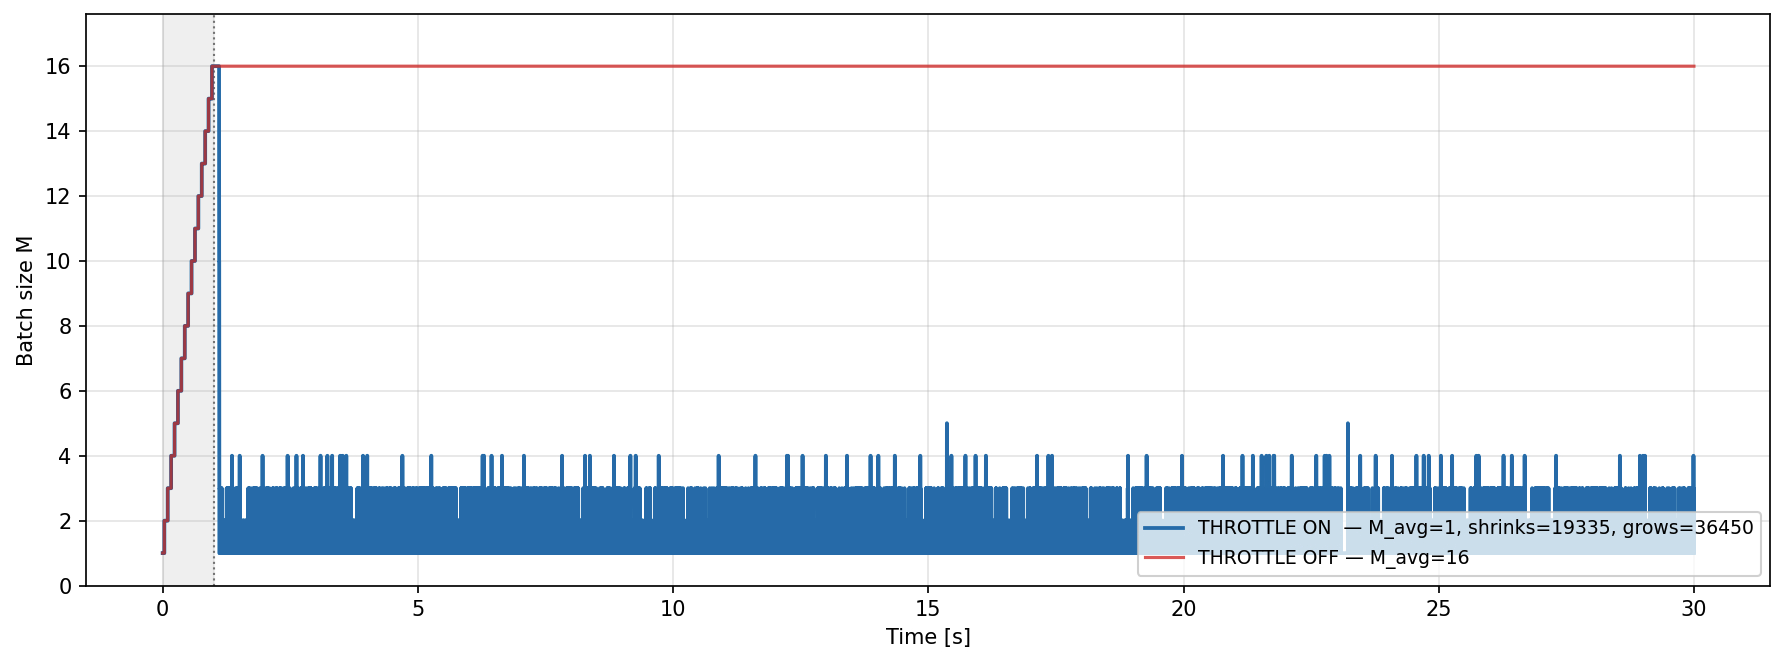 16
14
12
10
8
6
4
2
0
Batch size M
0 5 10 15 20 25 30
Time [s]
THROTTLE ON — M_avg=1, shrinks=19335, grows=36450
THROTTLE OFF — M_avg=16